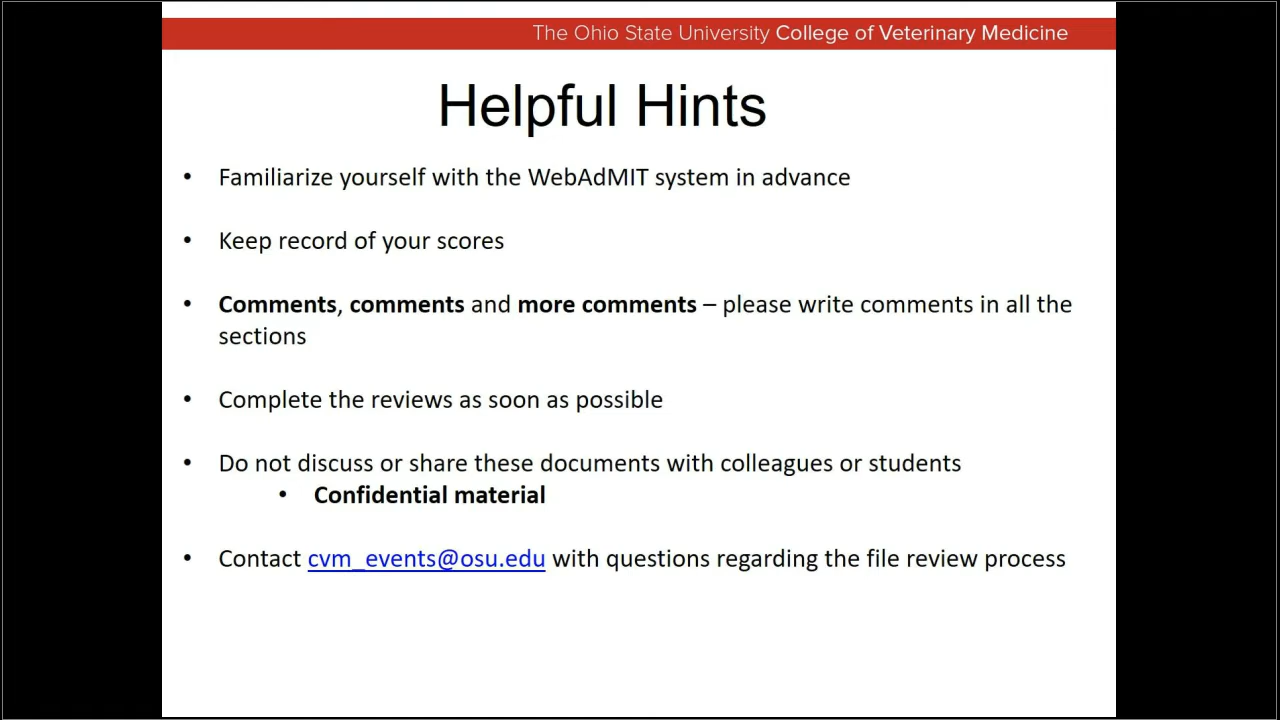 The Ohio State University College of Veterinary Medicine
Helpful Hints
• Familiarize yourself with the WebAdMIT system in advance
• Keep record of your scores
• Comments, comments and more comments – please write comments in all the
sections
• Complete the reviews as soon as possible
• Do not discuss or share these documents with colleagues or students
• Confidential material
• Contact cvm_events@osu.edu with questions regarding the file review process